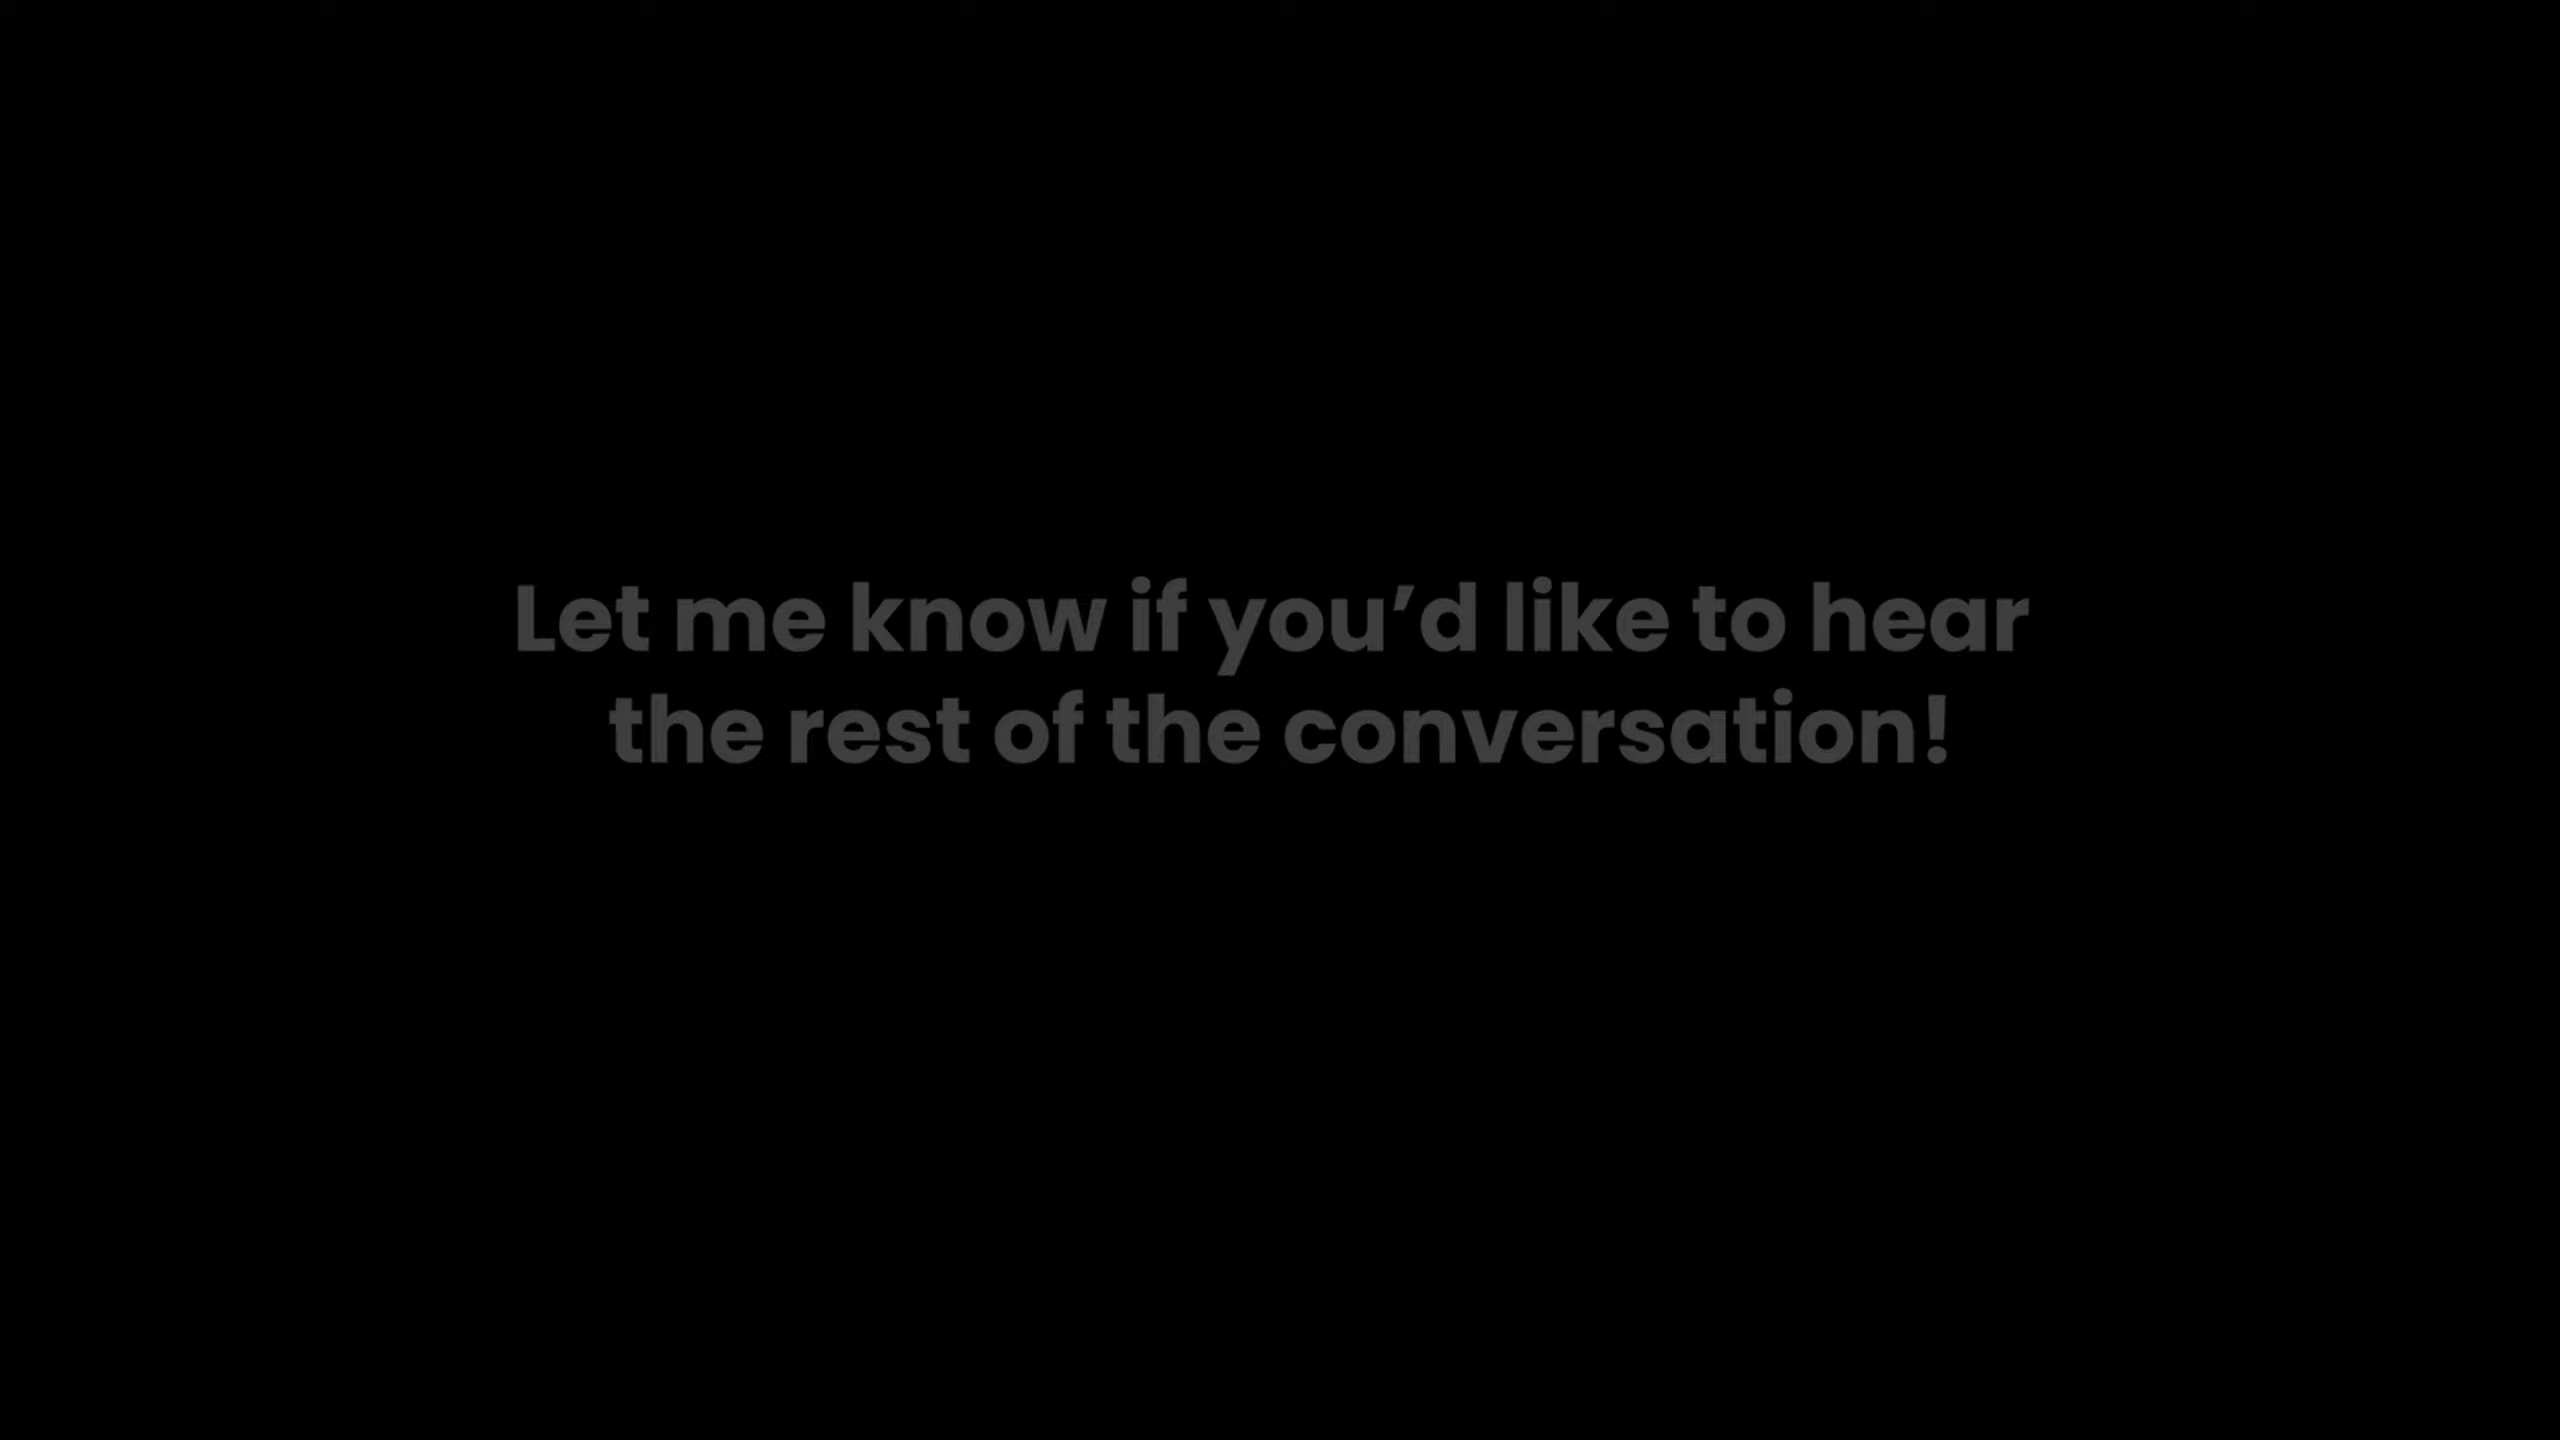 Let me know if you’d like to hear
the rest of the conversation!